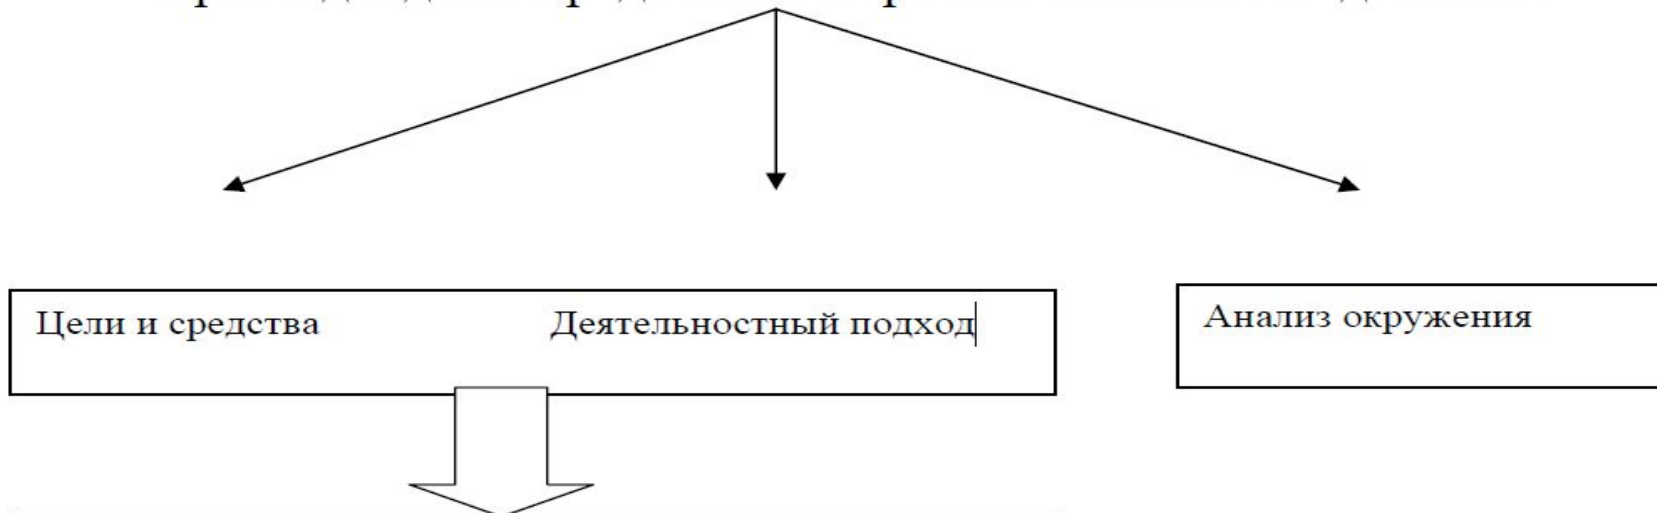 Цели и средства Деятельностный подход
Анализ окружения